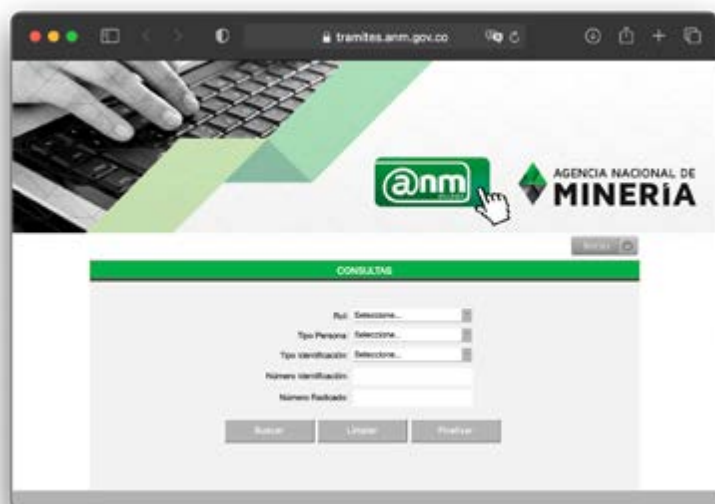 tramites.anm.gov.co
@nm
AGENCIA NACIONAL DE
MINERÍA
CONSULTAS
Rol: Seleccione...
Tipo Persona: Seleccione...
Tipo Identificación: Seleccione...
Número Identificación:
Número Radicado:
Buscar Limpiar Finalizar